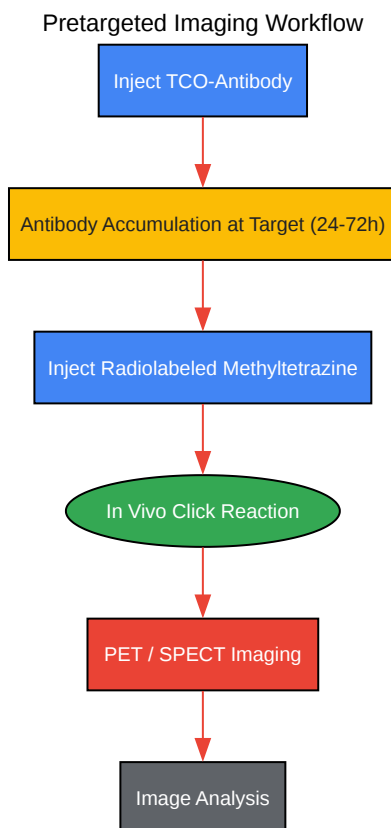 Pretargeted Imaging Workflow
Inject TCO-Antibody
Antibody Accumulation at Target (24-72h)
Inject Radiolabeled Methyltetrazine
In Vivo Click Reaction
PET / SPECT Imaging
Image Analysis